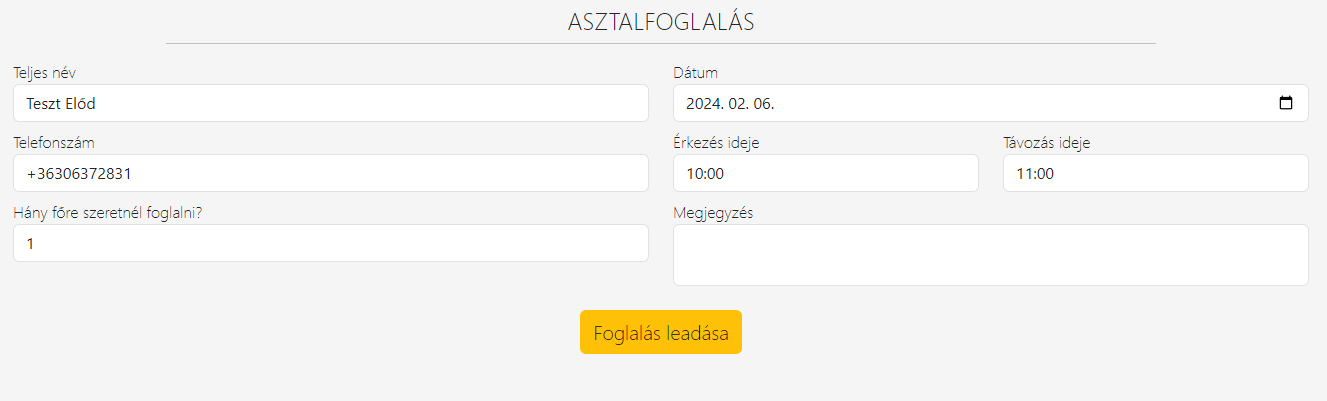 ASZTALFOGLALÁS
Teljes név
Teszt Előd
Telefonszám
+36306372831
Hány főre szeretnél foglalni?
1
Dátum
2024. 02. 06.
Érkezés ideje
10:00
Távozás ideje
11:00
Megjegyzés
Foglalás leadása